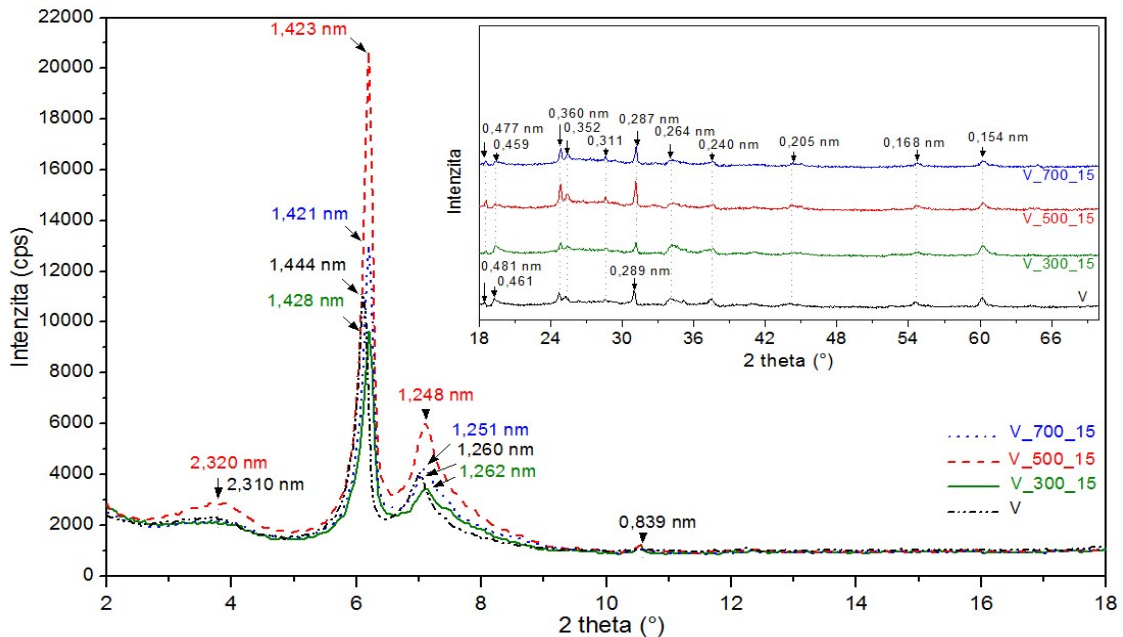 22000
20000
18000
16000
14000
12000
10000
8000
6000
4000
2000
0
Intenzita (cps)
2
4
6
8
10
12
14
16
18
2 theta (°)
1,423 nm
1,421 nm
1,444 nm
1,428 nm
1,248 nm
1,251 nm
1,260 nm
1,262 nm
2,320 nm
2,310 nm
0,839 nm
V_700_15
V_500_15
V_300_15
V
Intenzita
0,477 nm
0,459
0,360 nm
0,352
0,311
0,287 nm
0,264 nm
0,240 nm
0,205 nm
0,168 nm
0,154 nm
V_700_15
V_500_15
V_300_15
0,481 nm
0,461
0,289 nm
V
18
24
30
36
42
48
54
60
66
2 theta (°)